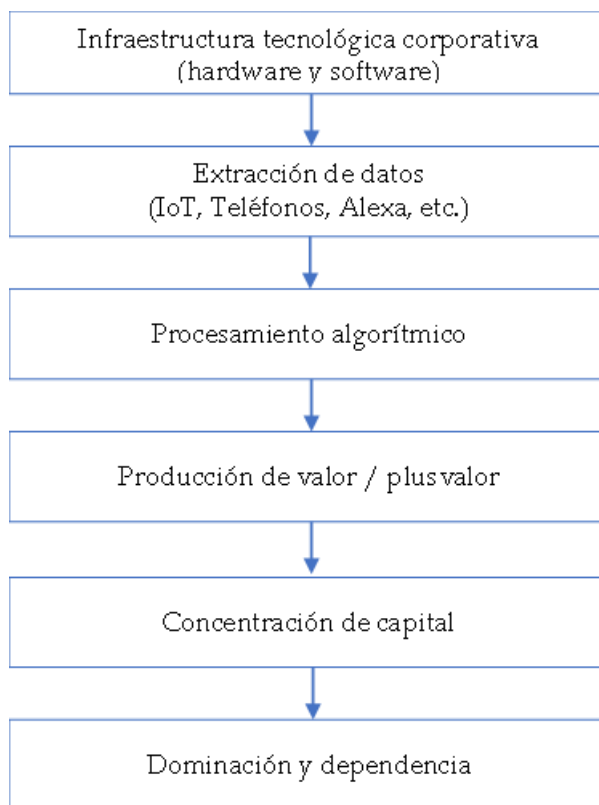 Infraestructura tecnológica corporativa
(hardware y software)
Extracción de datos
(IoT, Teléfonos, Alexa, etc.)
Procesamiento algorítmico
Producción de valor / plusvalor
Concentración de capital
Dominación y dependencia